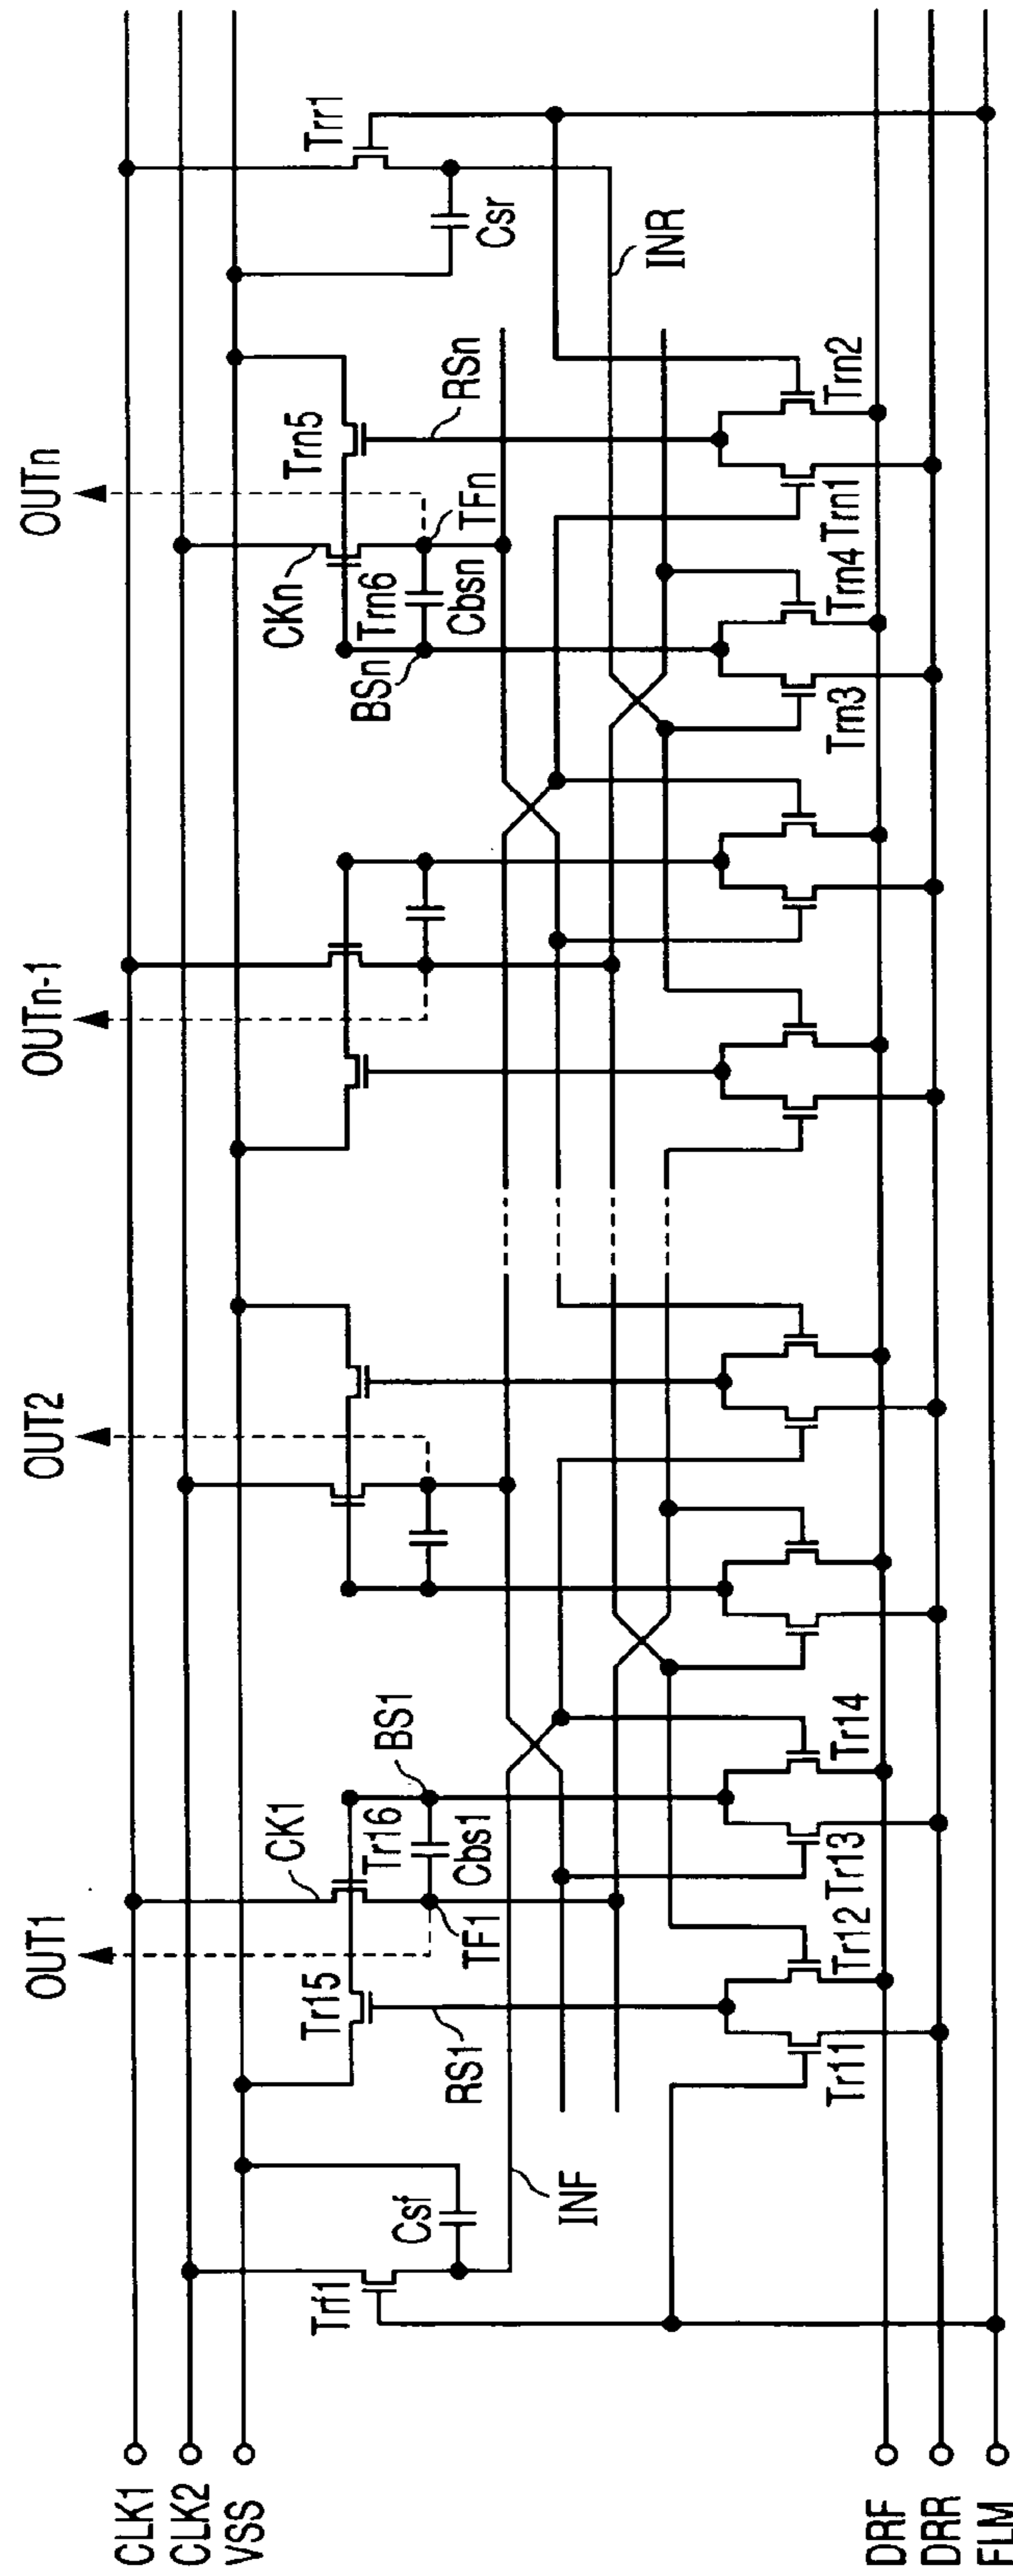 OUT1
OUT2
OUTn-1
OUTn
CLK1
CLK2
VSS
Trf1
Csf
INF
Tr15
RS1
CK1
Tr16
TF1
Cbs1
BS1
Tr11
Tr12
Tr13
Tr14
CKn
Trn6
BSn
Cbsn
TFn
Trn5
RSn
Trn3
Trn4
Trn1
Trn2
Csr
Trr1
INR
DRF
DRR
FLM